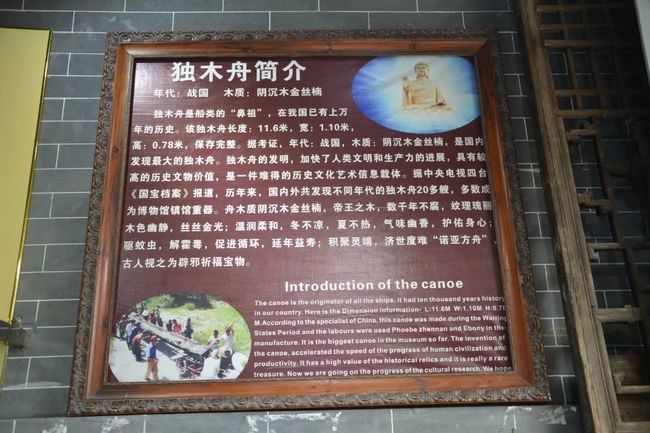 独木舟简介
年代：战国 木质：阴沉木金丝楠
独木舟是船类的“鼻祖”，在我国已有上万
年的历史。该独木舟长度：11.6米，宽：1.10米，
高：0.78米，保存完整。据考证，年代：战国，木质：阴沉木金丝楠，是国内
发现最大的独木舟。独木舟的发明，加快了人类文明和生产力的进展，具有较
高的历史文物价值，是一件难得的历史文化艺术信息载体。据中央电视四台
《国宝档案》报道，历年来，国内外共发现不同年代的独木舟20多艘，多数成
为博物馆镇馆重器。舟木质阴沉木金丝楠，帝王之木，数千年不腐，纹理瑰丽
木色幽静，丝丝金光；温润柔和，冬不凉，夏不热，气味幽香，护佑身心；
驱蚊虫，解霍毒，促进循环，延年益寿；积聚灵端，济世度难“诺亚方舟”，
古人视之为辟邪祈福宝物。
Introduction of the canoe
The canoe is the originator of all the ships, it had ten thousand years history
in our country. Here is the Dimension information- L:11.6M W:1.10M H:0.78
M.According to the specialist of China, this canoe was made during the Warring
States Period and the labours were used Phoebe zhennan and Ebony in the
manufacture. It is the biggest canoe in the museum so far. The invention of
the canoe, accelerated the speed of the progress of human civilization and
productivity. It has a high value of the historical relics and it is really a rare
treasure. Now we are going on the progress of the cultural research. We hope